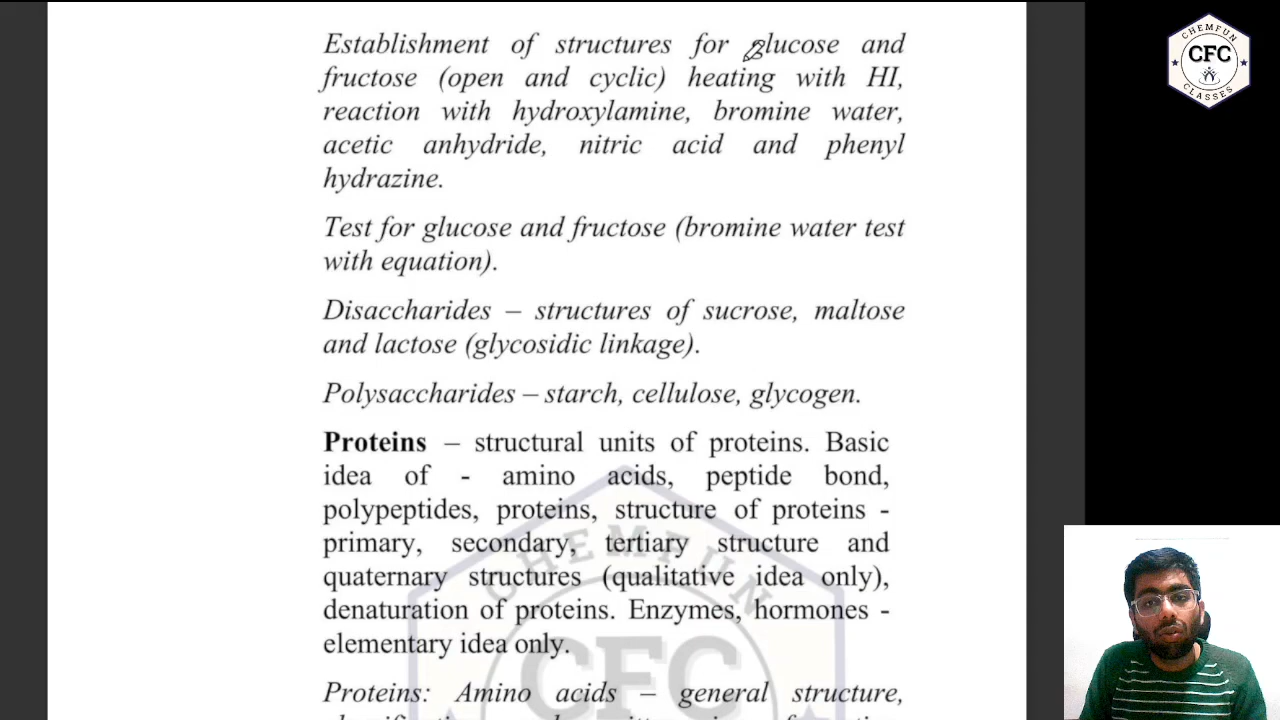 Establishment of structures for glucose and
fructose (open and cyclic) heating with HI,
reaction with hydroxylamine, bromine water,
acetic anhydride, nitric acid and phenyl
hydrazine.
Test for glucose and fructose (bromine water test
with equation).
Disaccharides – structures of sucrose, maltose
and lactose (glycosidic linkage).
Polysaccharides – starch, cellulose, glycogen.
Proteins – structural units of proteins. Basic
idea of - amino acids, peptide bond,
polypeptides, proteins, structure of proteins -
primary, secondary, tertiary structure and
quaternary structures (qualitative idea only),
denaturation of proteins. Enzymes, hormones -
elementary idea only.
Proteins: Amino acids – general structure,
CHEMFUN
CFC
CHEMFUN
CFC
CLASSES